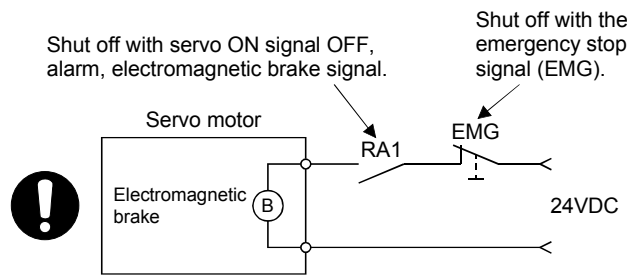 Shut off with servo ON signal OFF,
alarm, electromagnetic brake signal.
Shut off with the
emergency stop
signal (EMG).
Servo motor
RA1
EMG
Electromagnetic
brake
B
24VDC